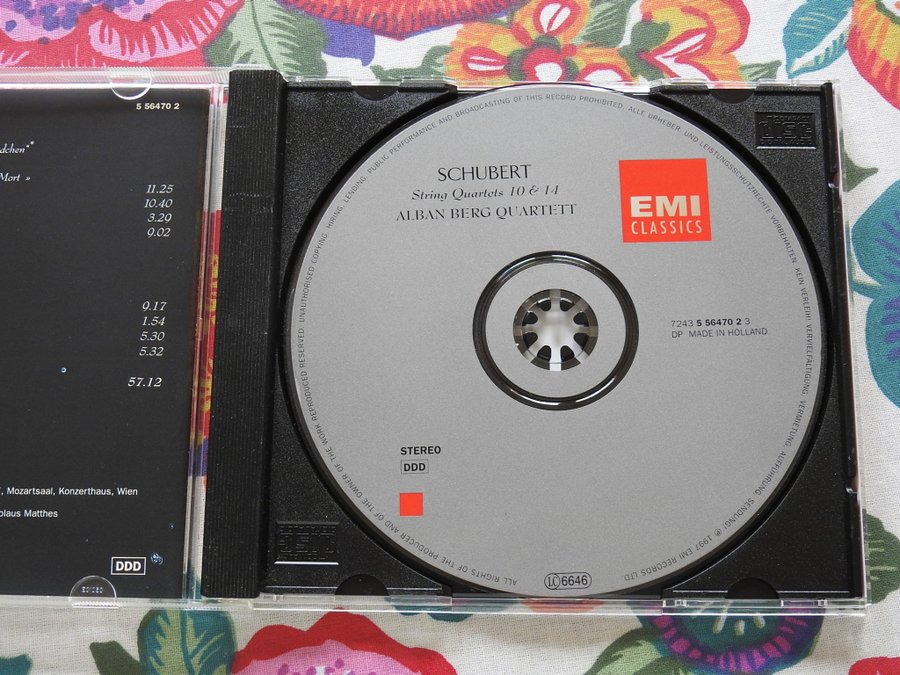 5 56470 2
dchen"*
Mort »
11.25
10.40
3.29
9.02
9.17
1.54
5.30
5.32
57.12
, Mozartsaal, Konzerthaus, Wien
olaus Matthes
DDD
COMPACT
disc
SCHUBERT
String Quartets 10 & 14
ALBAN BERG QUARTETT
EMI
CLASSICS
7243 5 56470 2 3
DP MADE IN HOLLAND
STEREO
DDD
LC 6646
ALL RIGHTS OF THE PRODUCER AND OF THE OWNER OF THE WORK REPRODUCED RESERVED. UNAUTHORISED COPYING, HIRING, LENDING, PUBLIC PERFORMANCE AND BROADCASTING OF THIS RECORD PROHIBITED. ALLE URHEBER- UND LEISTUNGSSCHUTZRECHTE VORBEHALTEN. KEIN VERLEIH! VERVIELFÄLTIGUNG, VERMIETUNG, AUFFÜHRUNG, SENDUNG! ℗ 1997 EMI RECORDS LTD